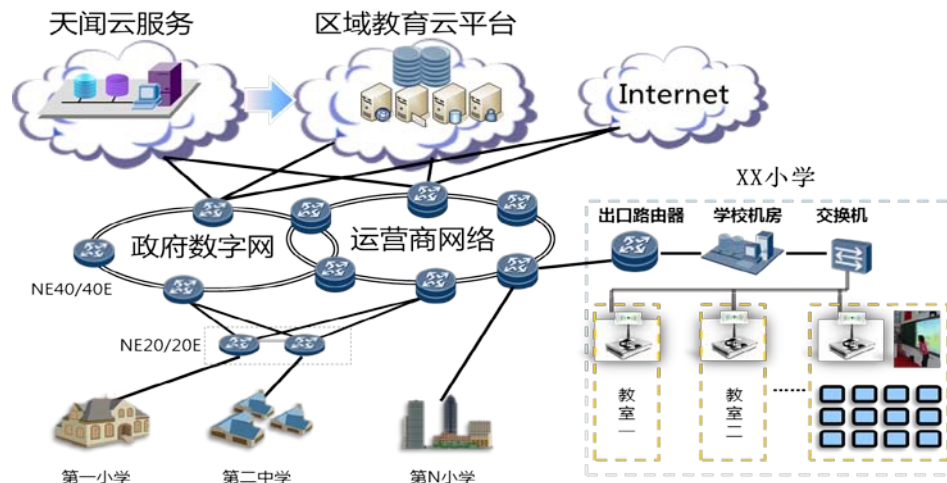 天闻云服务
区域教育云平台
Internet
XX小学
出口路由器
学校机房
交换机
政府数字网
运营商网络
NE40/40E
NE20/20E
教室一
教室二
第一小学
第二中学
第N小学